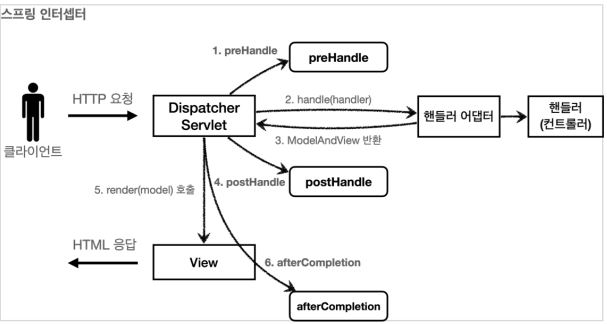 스프링 인터셉터
1. preHandle
preHandle
HTTP 요청
Dispatcher
Servlet
2. handle(handler)
핸들러 어댑터
핸들러
(컨트롤러)
클라이언트
3. ModelAndView 반환
5. render(model) 호출
4. postHandle
postHandle
HTML 응답
View
6. afterCompletion
afterCompletion